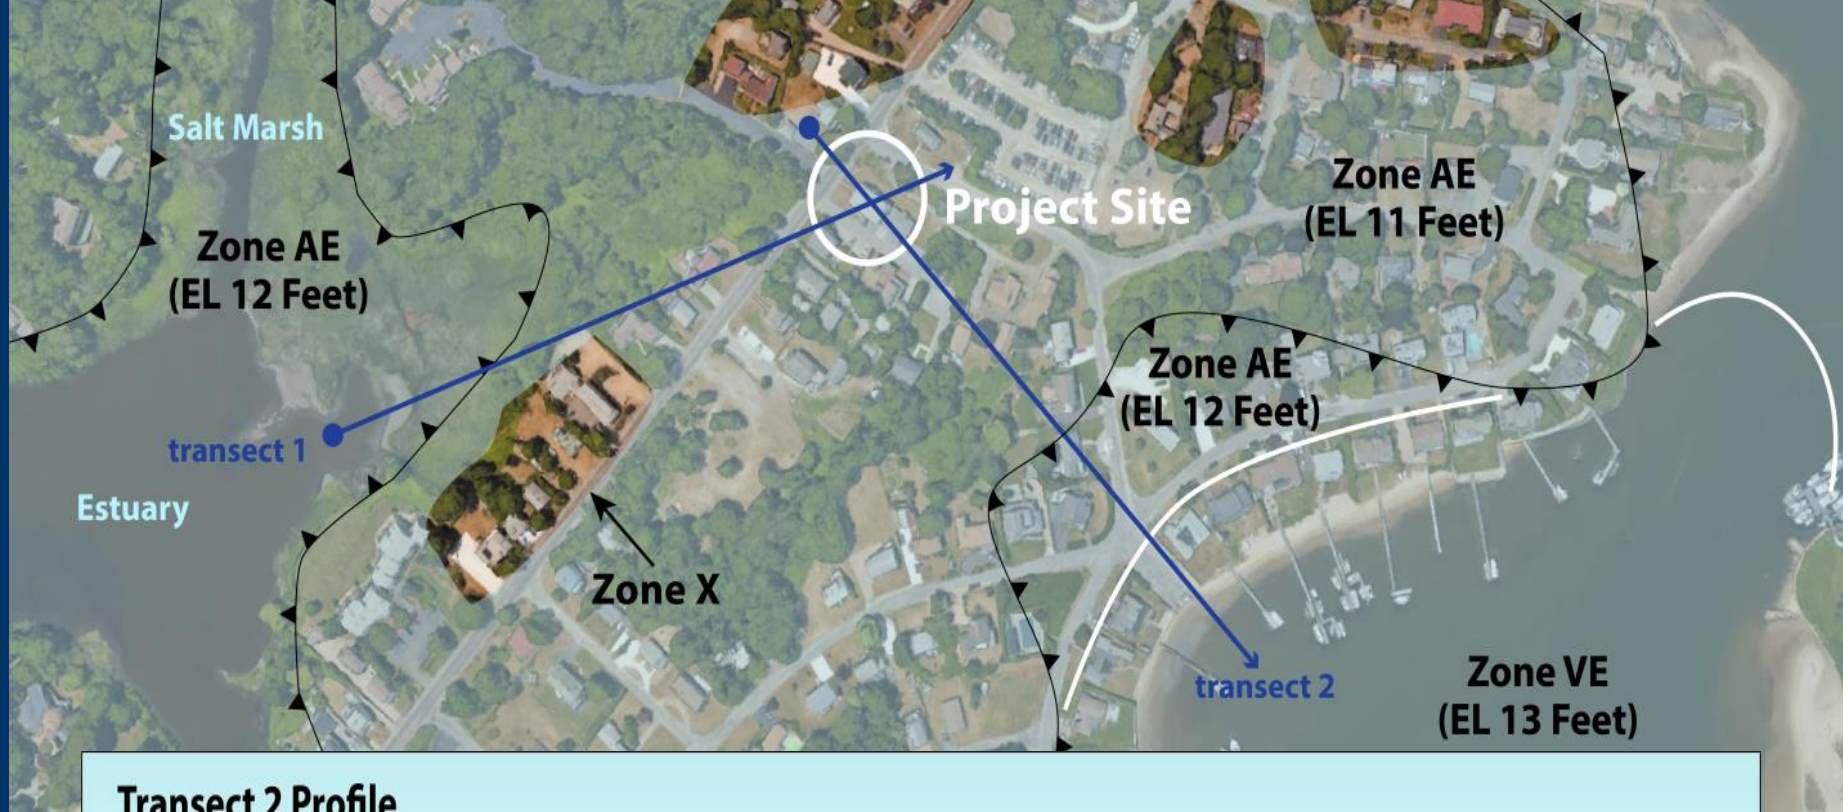 Salt Marsh
Zone AE
(EL 12 Feet)
Project Site
Zone AE
(EL 11 Feet)
Zone AE
(EL 12 Feet)
transect 1
Estuary
Zone X
transect 2
Zone VE
(EL 13 Feet)
Transect 2 Profile